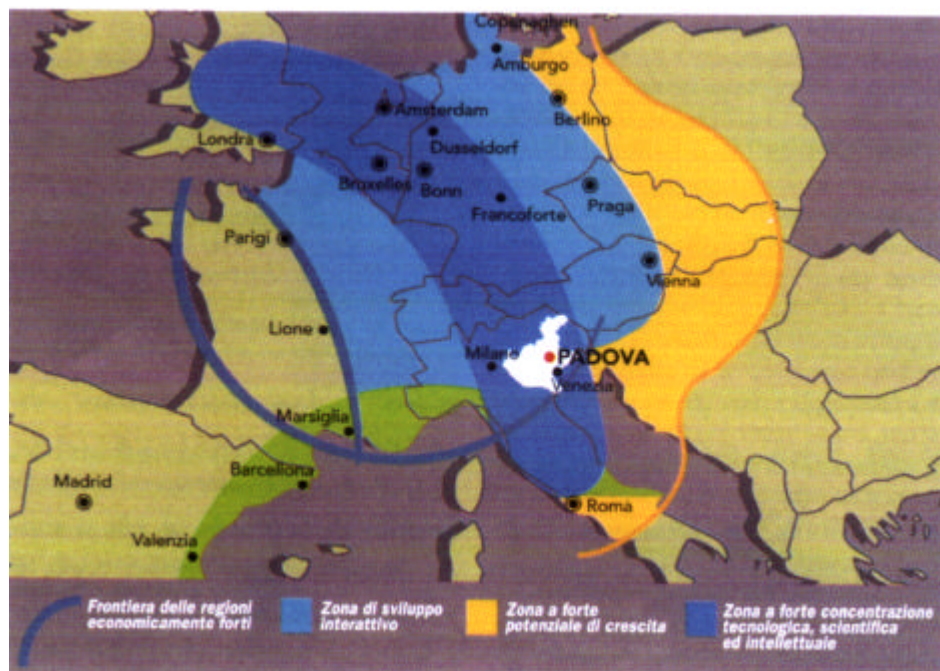 Copenaghen
Amburgo
Berlino
Amsterdam
Londra
Dusseldorf
Bruxelles
Bonn
Francoforte
Praga
Parigi
Vienna
Lione
Milano
PADOVA
Venezia
Marsiglia
Barcellona
Madrid
Roma
Valenzia
Frontiera delle regioni
economicamente forti
Zona di sviluppo
interattivo
Zona a forte
potenziale di crescita
Zona a forte concentrazione
tecnologica, scientifica
ed intellettuale